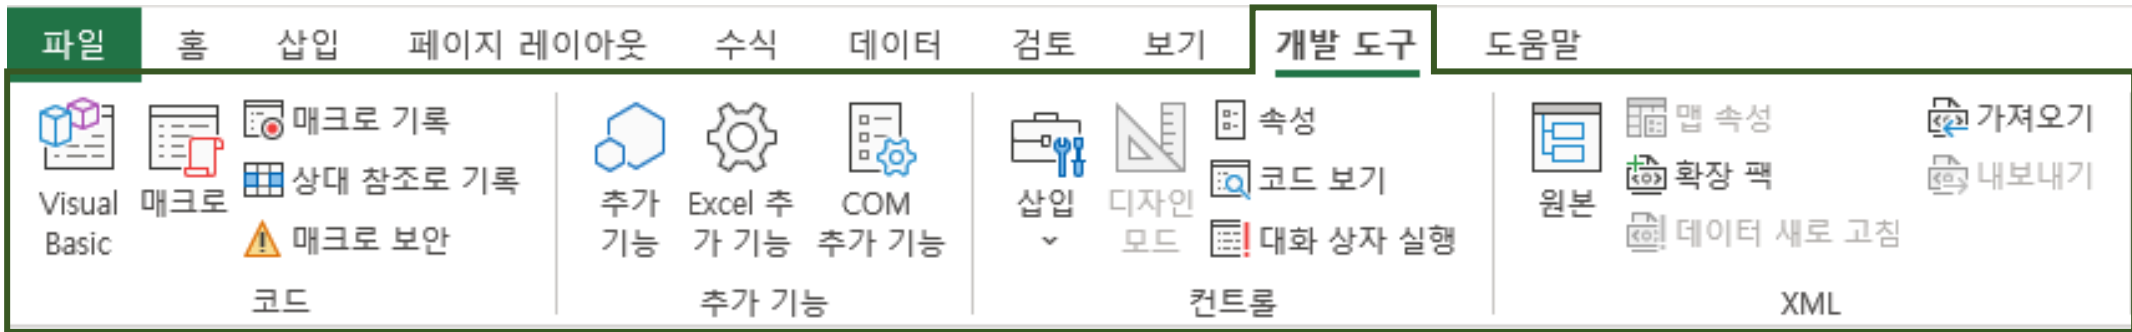 파일 홈 삽입 페이지 레이아웃 수식 데이터 검토 보기 개발 도구 도움말
Visual
Basic
매크로
매크로 기록
상대 참조로 기록
매크로 보안
코드
추가
기능
Excel 추
가 기능
COM
추가 기능
추가 기능
삽입
디자인
모드
속성
코드 보기
대화 상자 실행
컨트롤
원본
맵 속성
확장 팩
데이터 새로 고침
가져오기
내보내기
XML